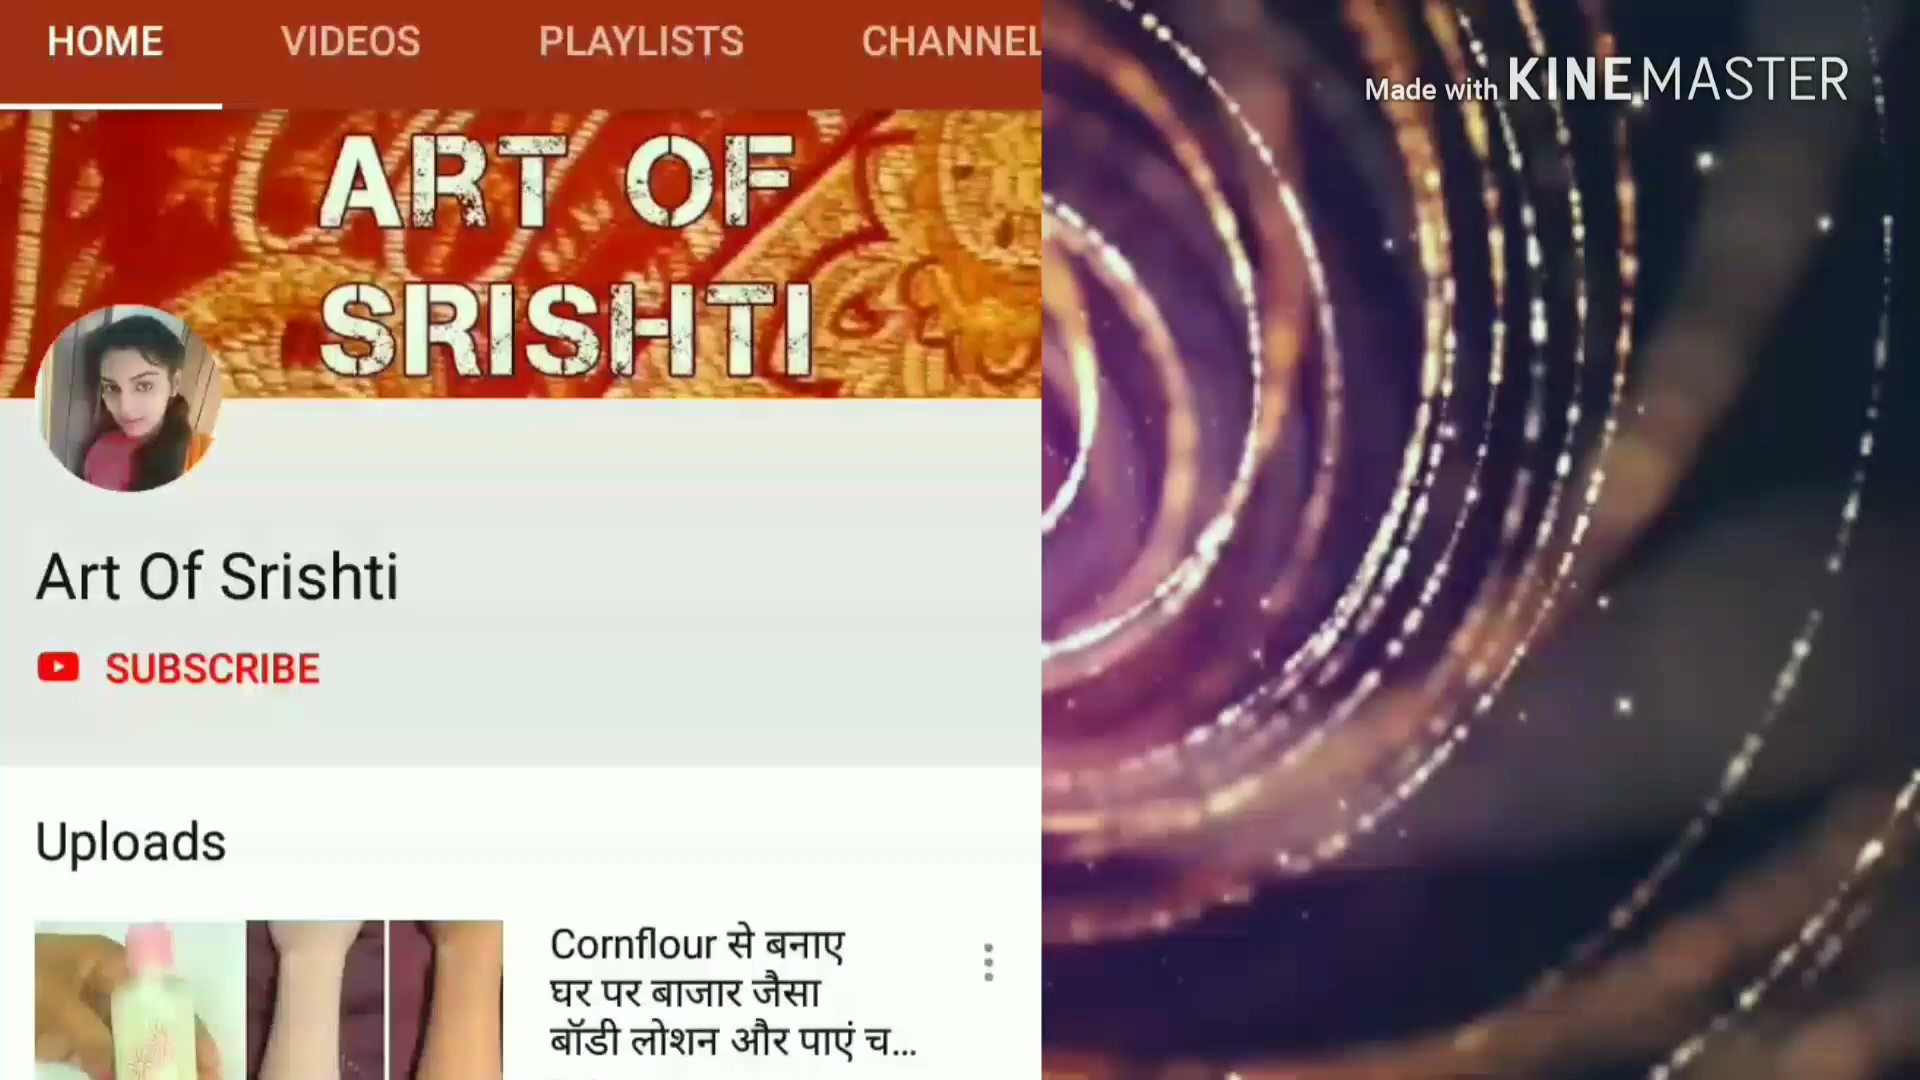 HOME VIDEOS PLAYLISTS CHANNEL
Made with KINEMASTER
ART OF
SRISHTI
Art Of Srishti
SUBSCRIBE
Uploads
Cornflour से बनाए
घर पर बाजार जैसा
बॉडी लोशन और पाएं च...